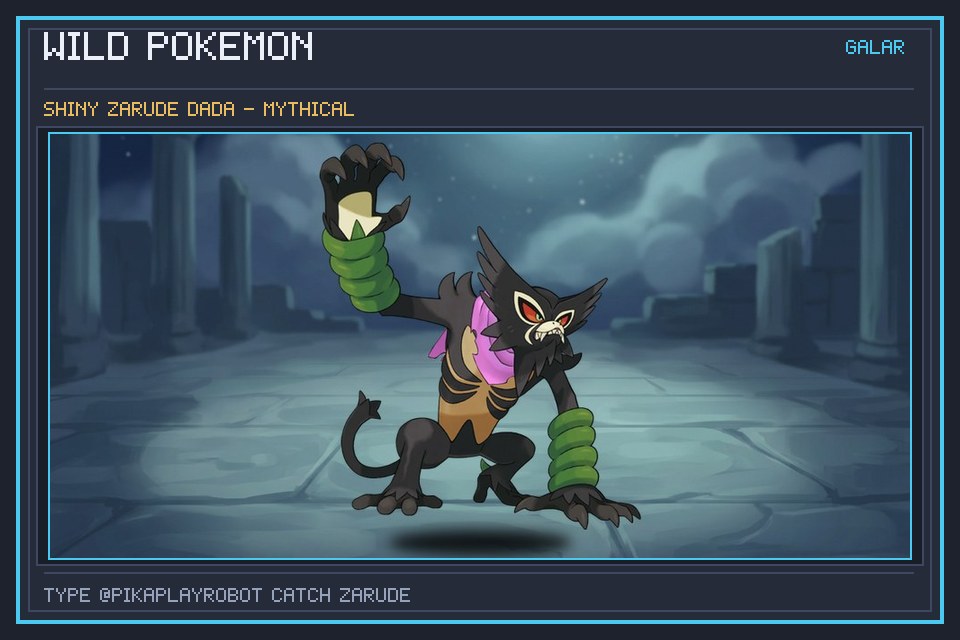 WILD POKEMON
GALAR
SHINY ZARUDE DADA - MYTHICAL
TYPE @PIKAPLAYROBOT CATCH ZARUDE